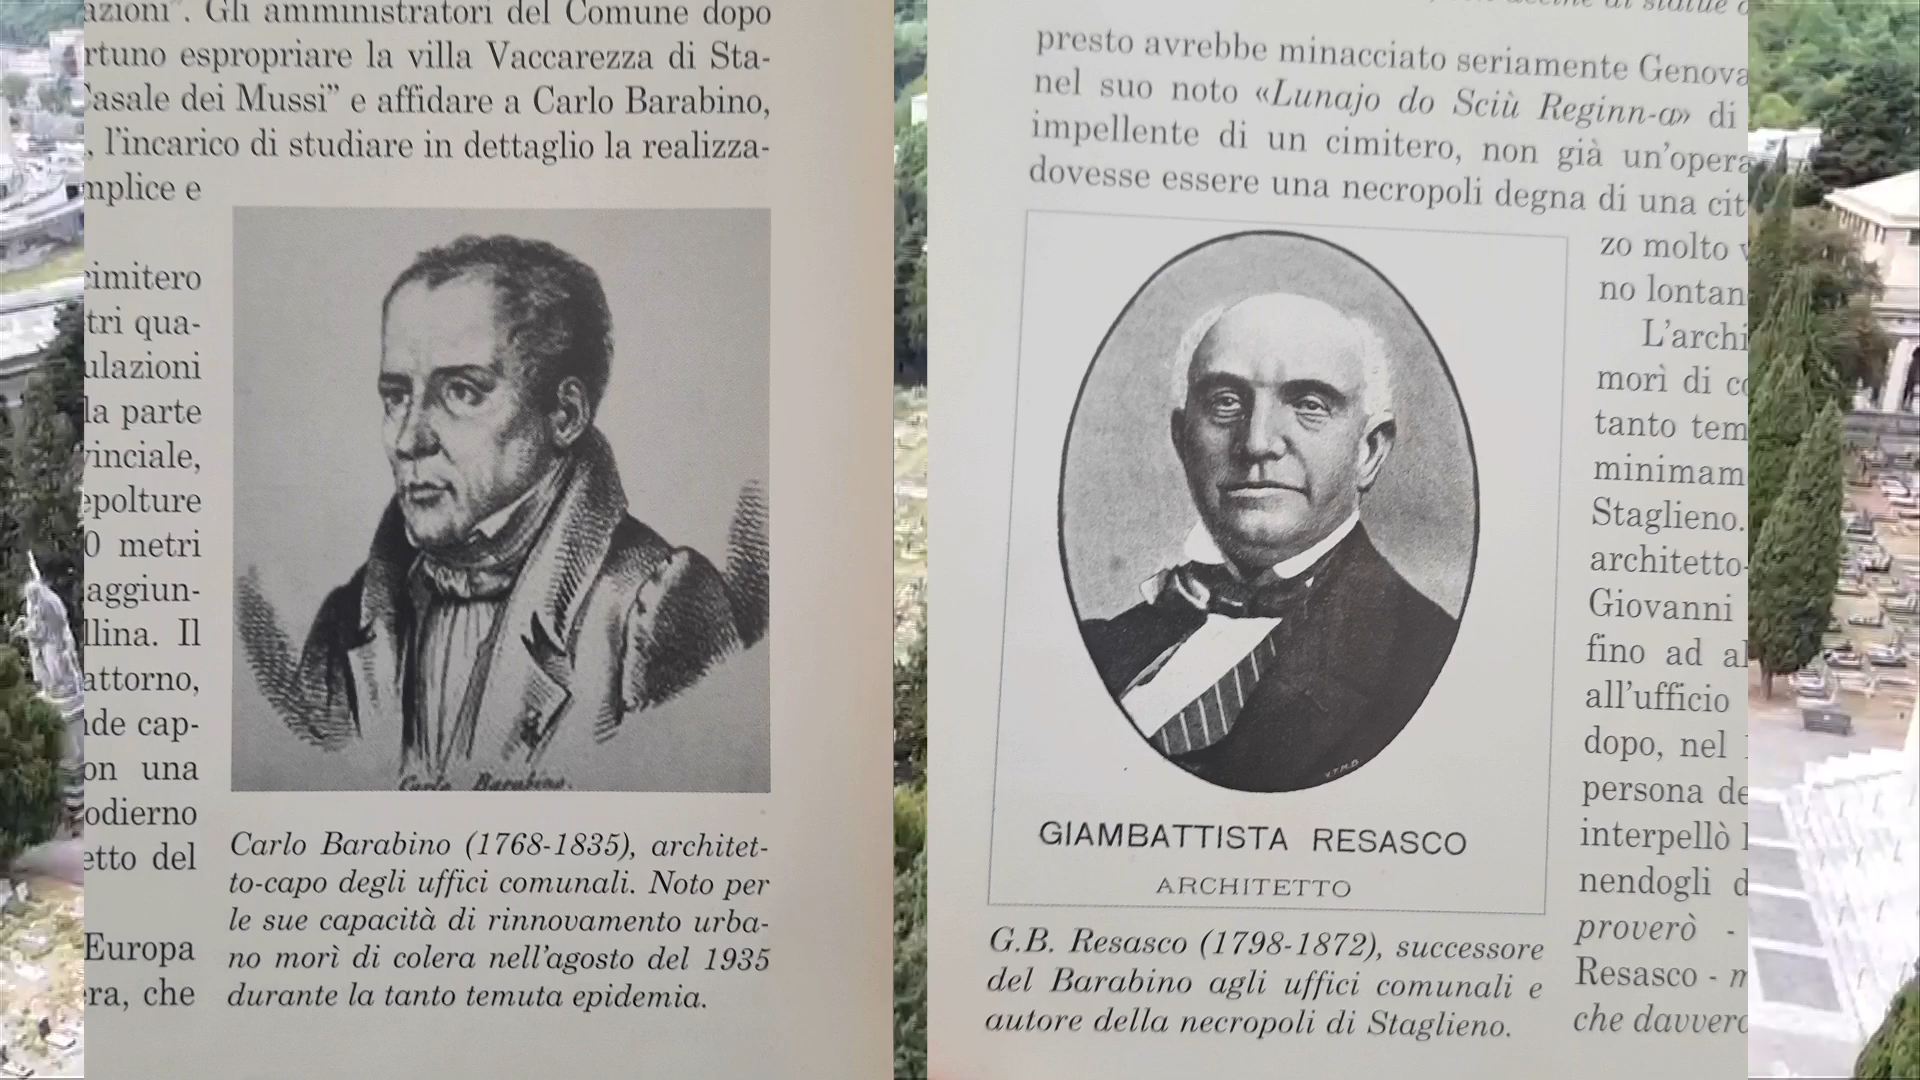 azioni". Gli amministratori del Comune dopo
rtuno espropriare la villa Vaccarezza di Sta-
Casale dei Mussi" e affidare a Carlo Barabino,
, l'incarico di studiare in dettaglio la realizza-
mplice e
cimitero
tri qua-
ulazioni
la parte
vinciale,
epolture
0 metri
aggiun-
llina. Il
attorno,
nde cap-
on una
odierno
etto del
Europa
ra, che
Carlo Barabino.
Carlo Barabino (1768-1835), architet-
to-capo degli uffici comunali. Noto per
le sue capacità di rinnovamento urba-
no morì di colera nell'agosto del 1935
durante la tanto temuta epidemia.
di statue
presto avrebbe minacciato seriamente Genova
nel suo noto «Lunajo do Sciù Reginn-a» di
impellente di un cimitero, non già un'opera
dovesse essere una necropoli degna di una cit
zo molto v
no lontan
L'archi
morì di co
tanto tem
minimam
Staglieno.
architetto-
Giovanni
fino ad al
all'ufficio
dopo, nel
persona de
interpellò
nendogli d
proverò -
Resasco - m
che davvero
GIAMBATTISTA RESASCO
ARCHITETTO
G.B. Resasco (1798-1872), successore
del Barabino agli uffici comunali e
autore della necropoli di Staglieno.